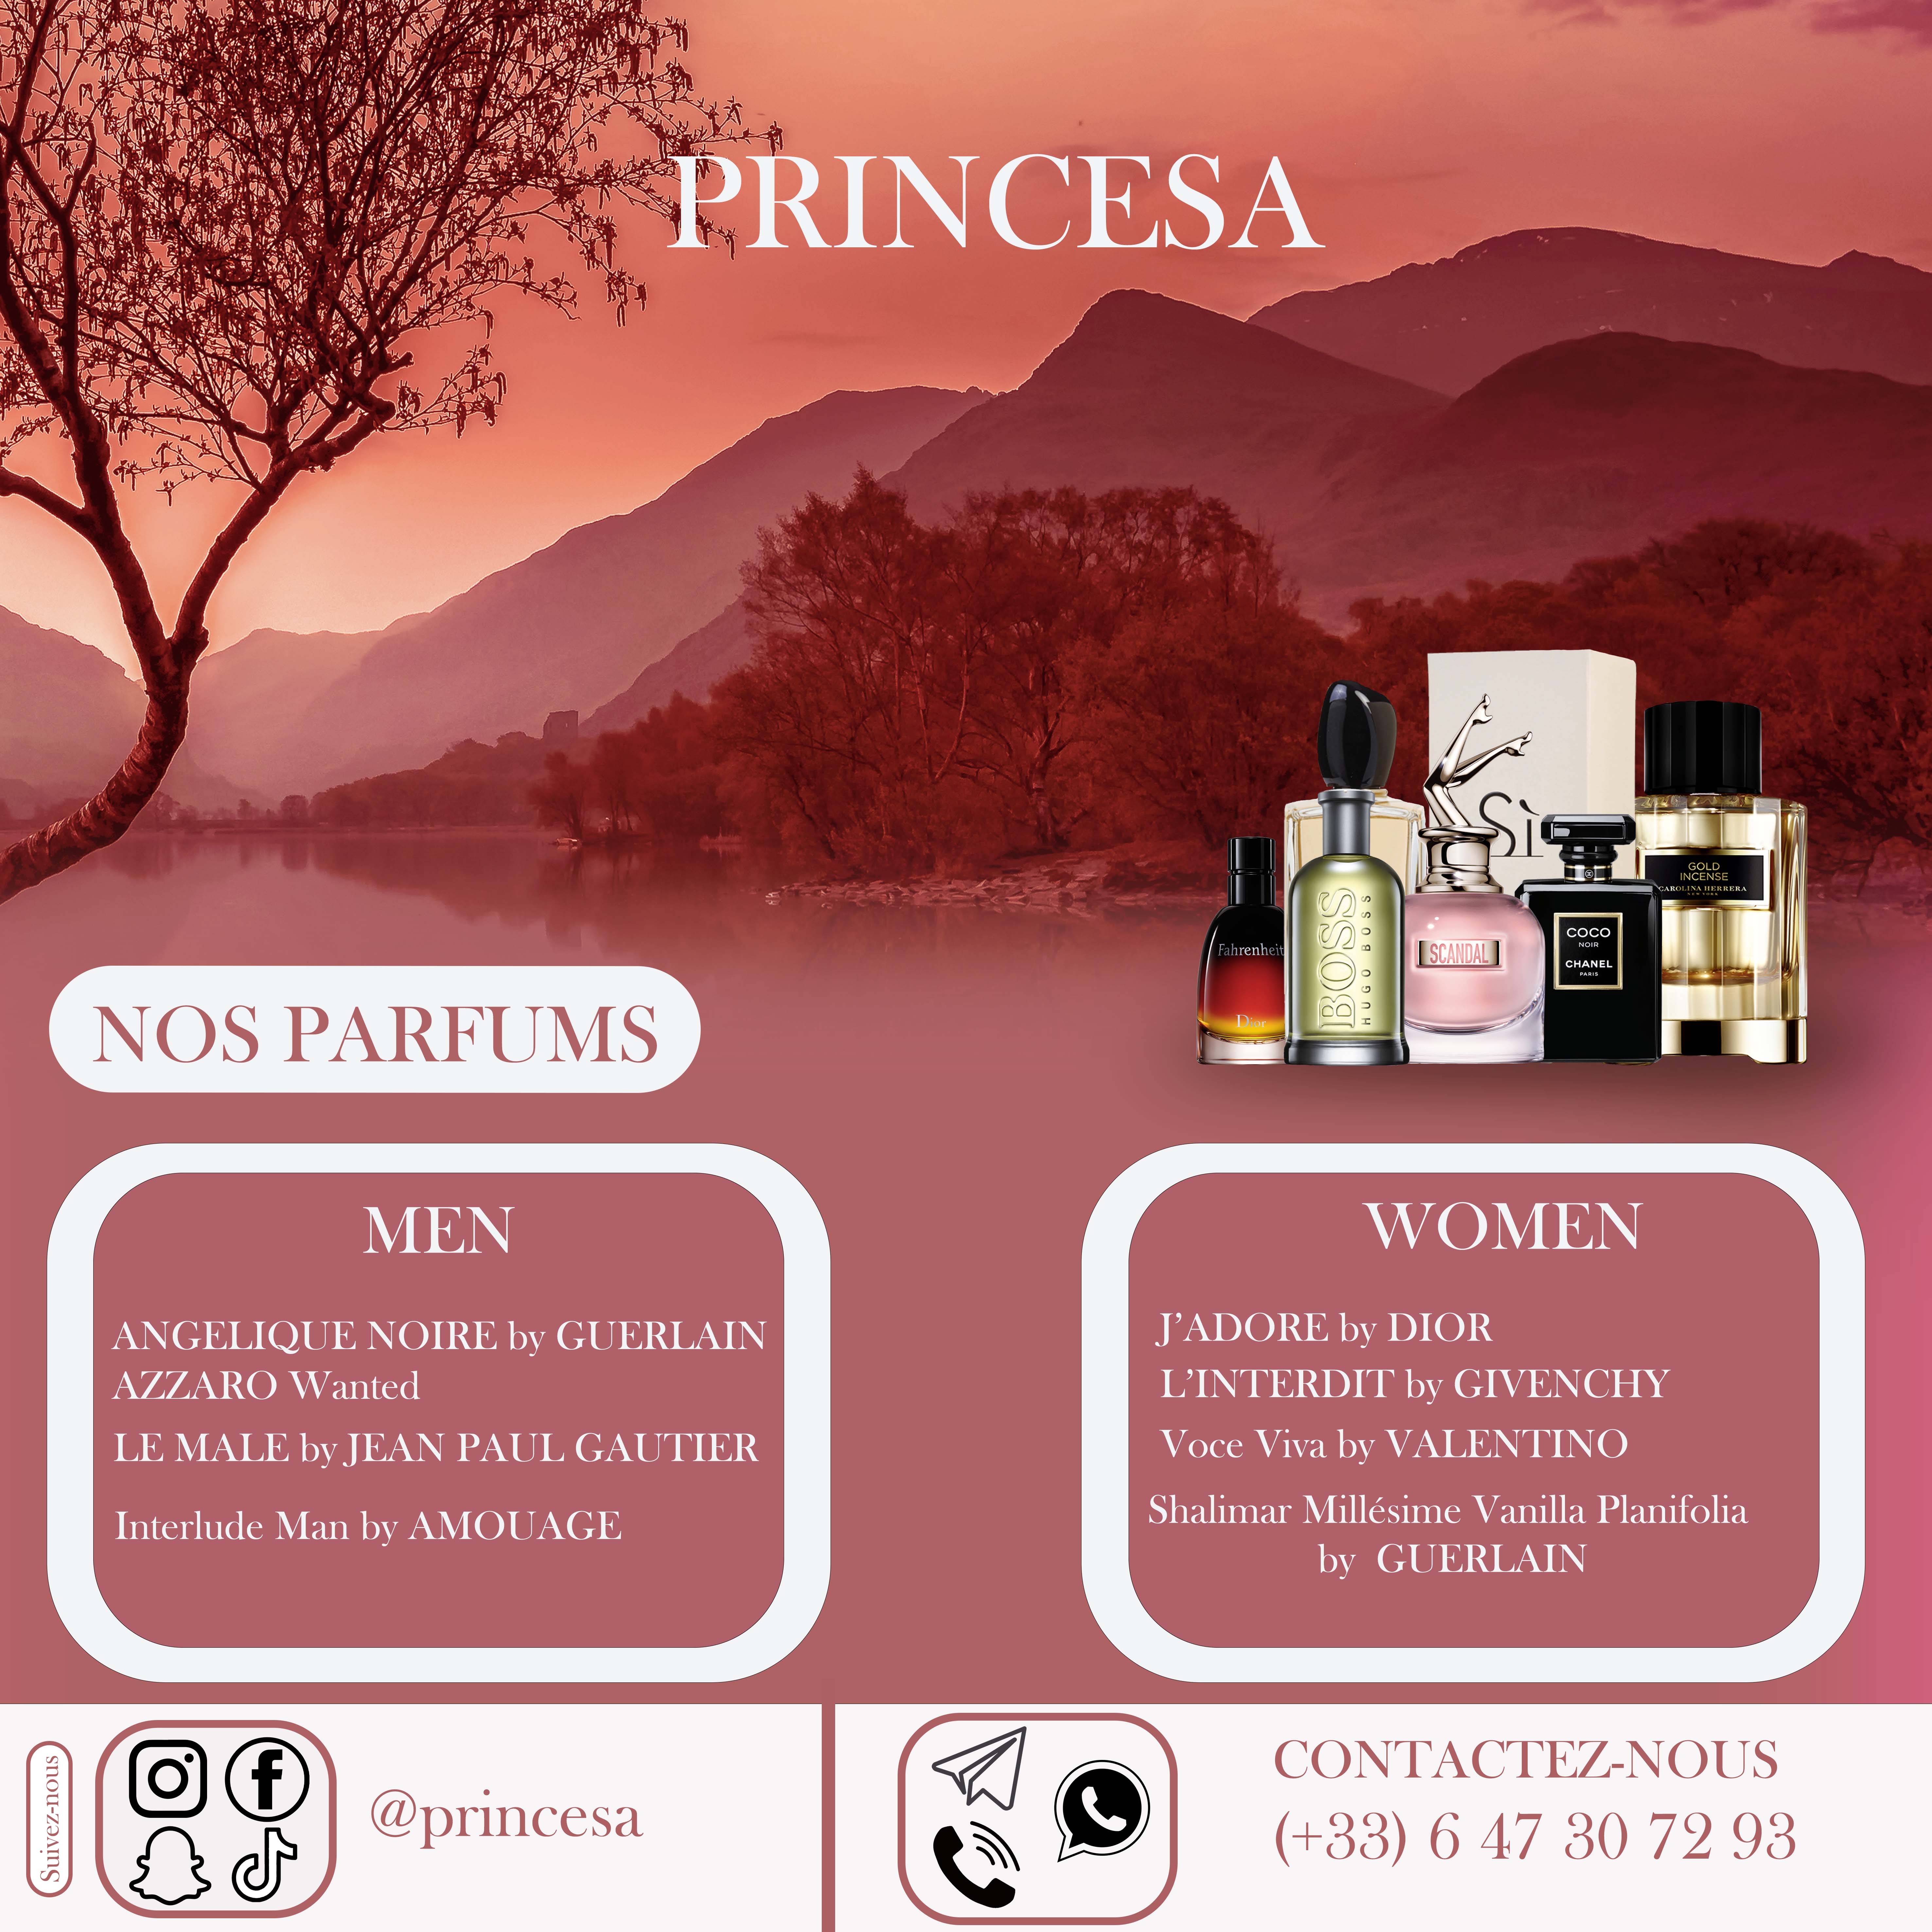 PRINCESA
Sì
GOLD
INCENSE
CAROLINA HERRERA
NEW YORK
Fahrenheit
Dior
BOSS
HUGO BOSS
SCANDAL
COCO
NOIR
CHANEL
PARIS
NOS PARFUMS
MEN
ANGELIQUE NOIRE by GUERLAIN
AZZARO Wanted
LE MALE by JEAN PAUL GAUTIER
Interlude Man by AMOUAGE
WOMEN
J'ADORE by DIOR
L'INTERDIT by GIVENCHY
Voce Viva by VALENTINO
Shalimar Millésime Vanilla Planifolia
by GUERLAIN
Suivez-nous
@princesa
CONTACTEZ-NOUS
(+33) 6 47 30 72 93